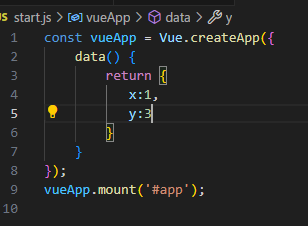 JS start.js > vueApp > data > y
1 const vueApp = Vue.createApp({
2     data() {
3         return {
4             x:1,
5             y:3
6         }
7     }
8 });
9 vueApp.mount('#app');
10